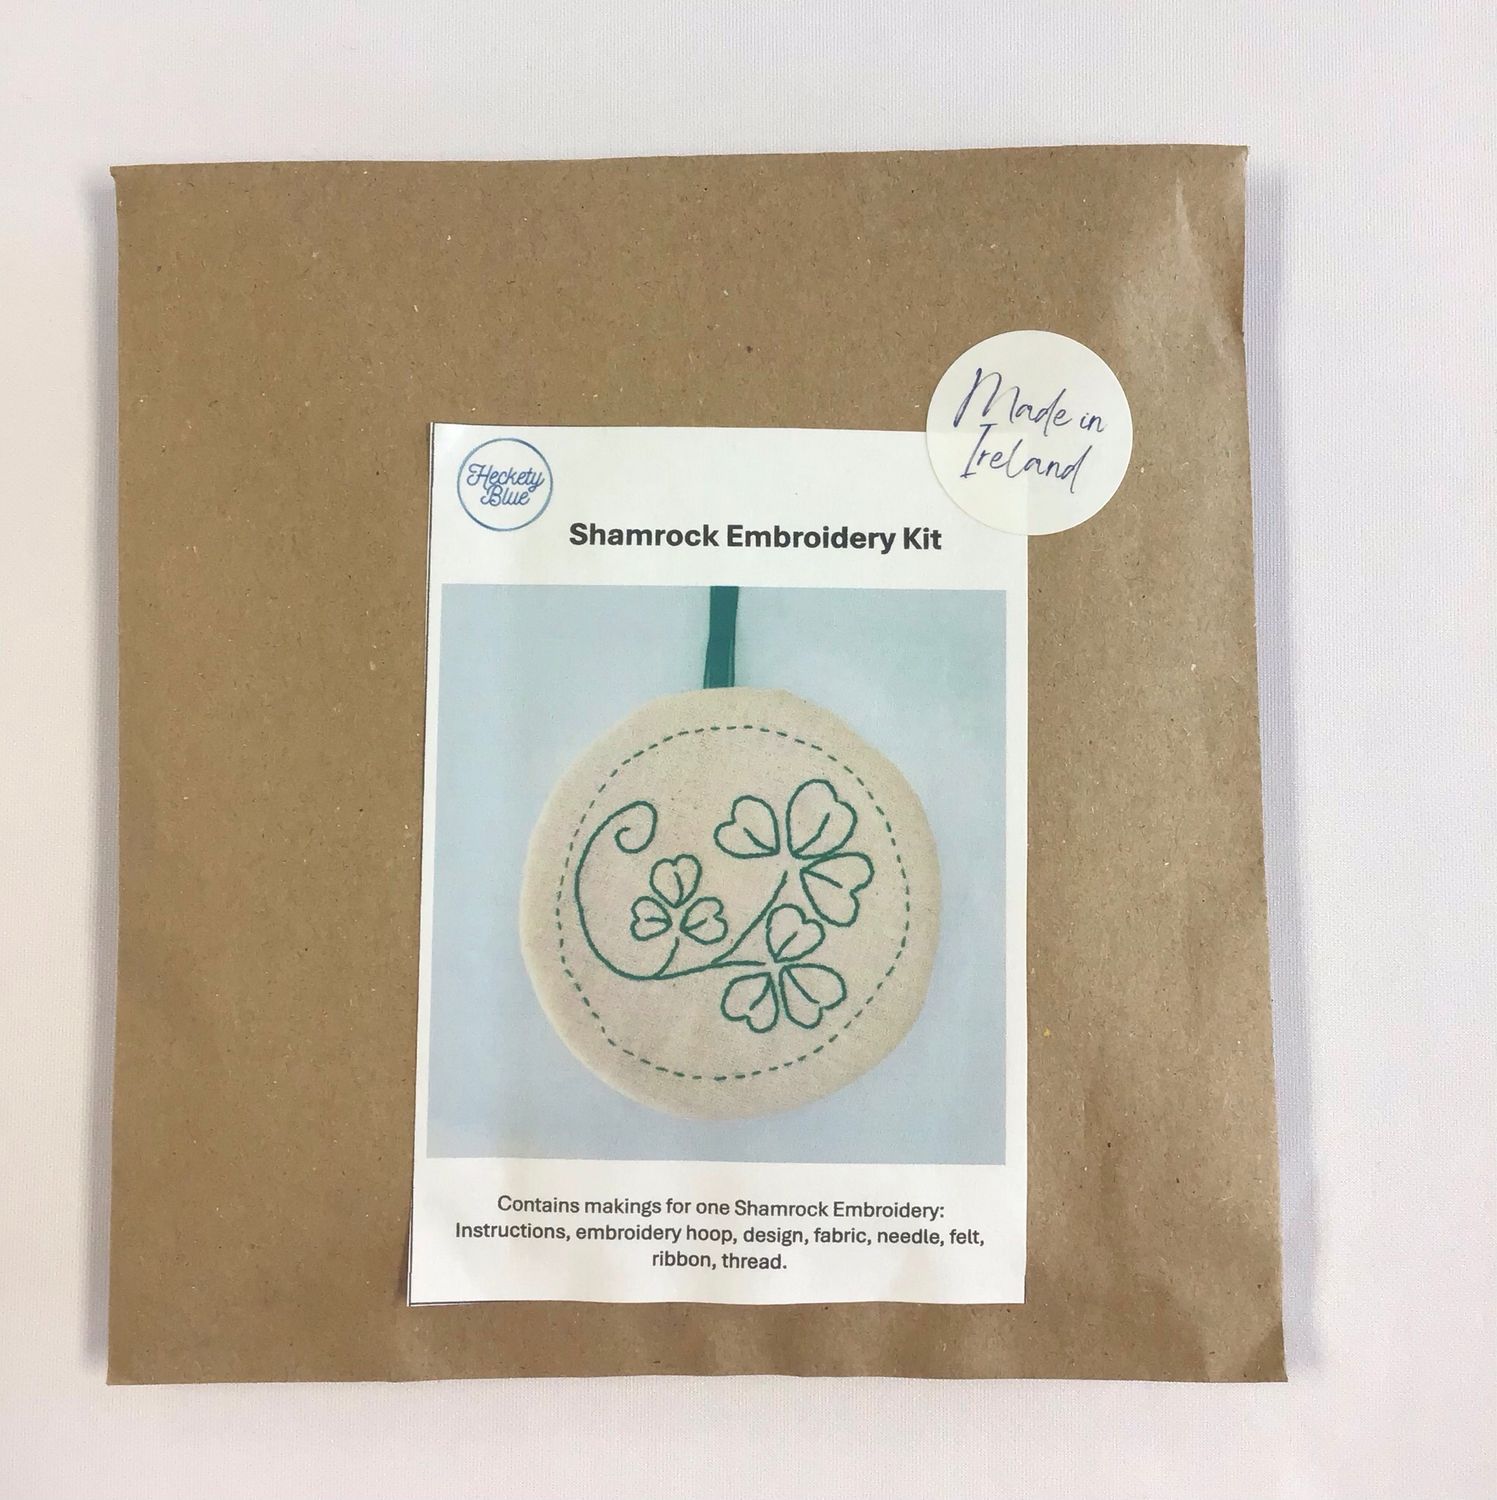 Made in
Ireland
Heckety
Blue
Shamrock Embroidery Kit
Contains makings for one Shamrock Embroidery:
Instructions, embroidery hoop, design, fabric, needle, felt,
ribbon, thread.